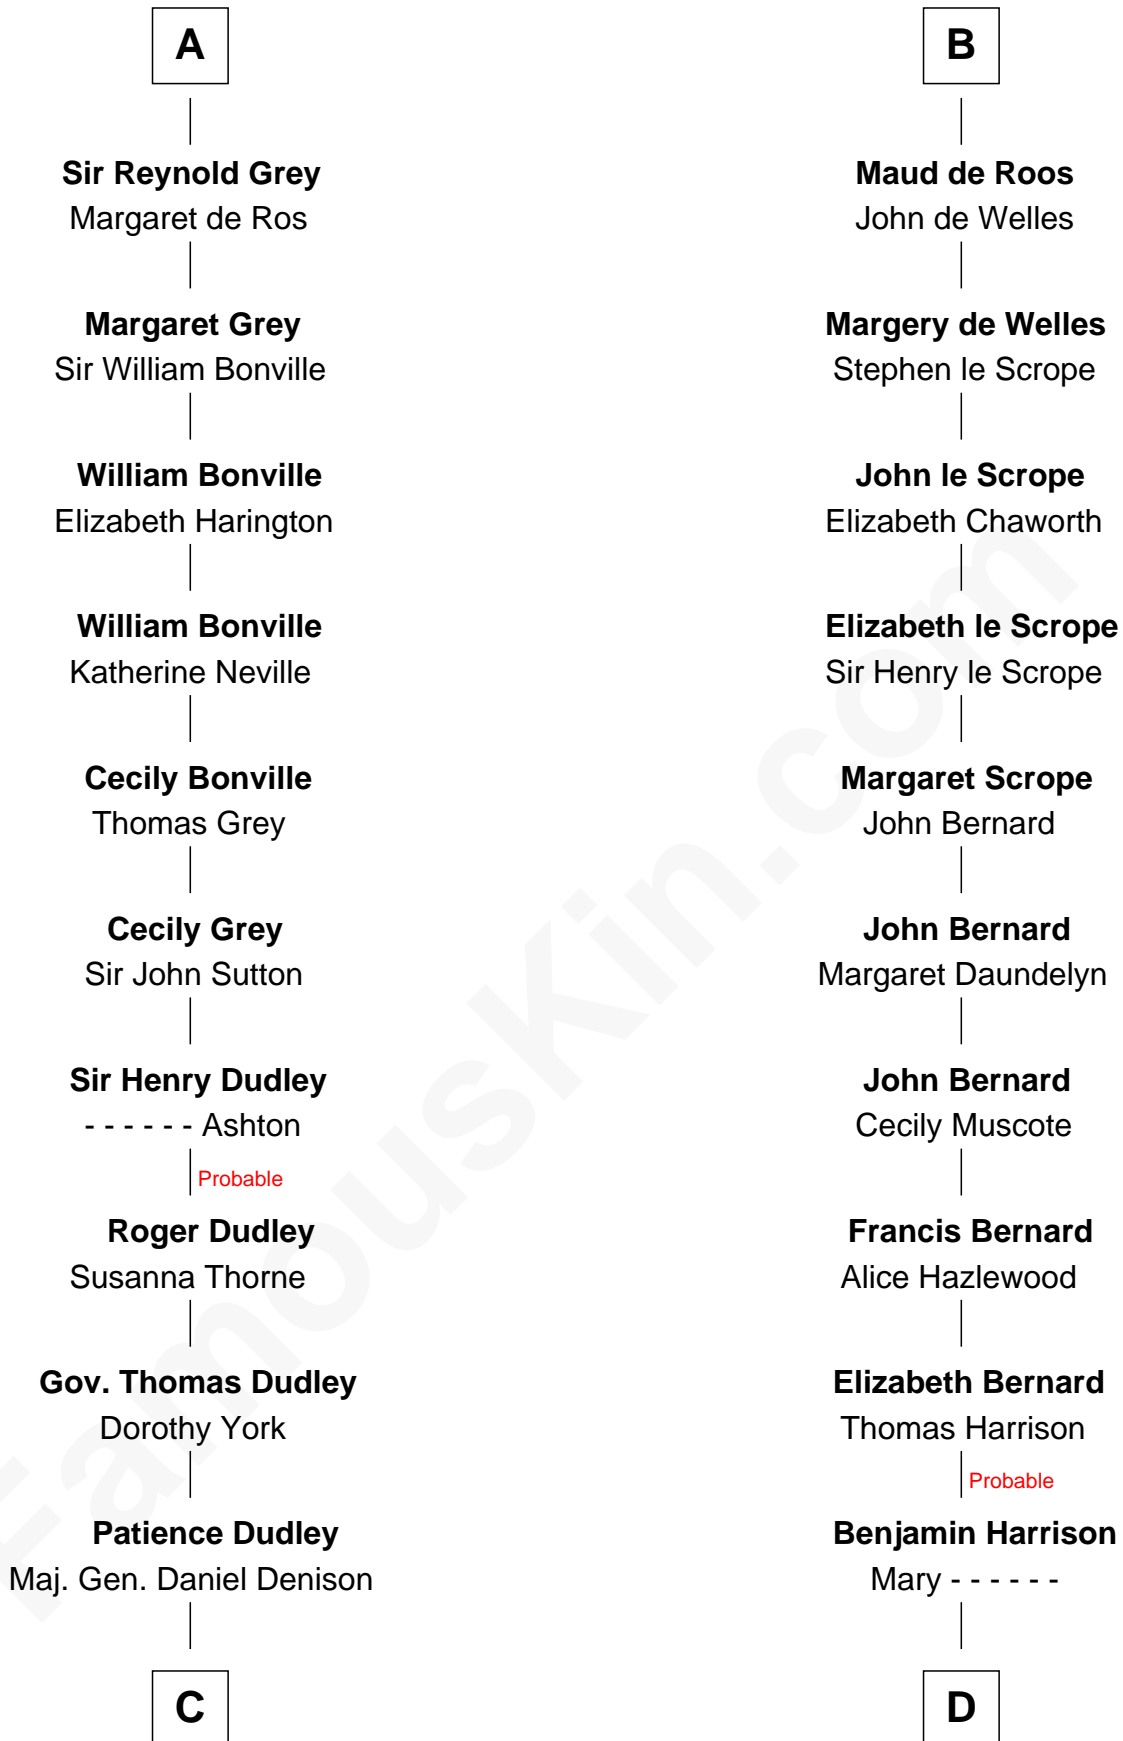 A
Sir Reynold Grey
Margaret de Ros
Margaret Grey
Sir William Bonville
William Bonville
Elizabeth Harington
William Bonville
Katherine Neville
Cecily Bonville
Thomas Grey
Cecily Grey
Sir John Sutton
Sir Henry Dudley
- - - - - - Ashton
Probable
Roger Dudley
Susanna Thorne
Gov. Thomas Dudley
Dorothy York
Patience Dudley
Maj. Gen. Daniel Denison
C
B
Maud de Roos
John de Welles
Margery de Welles
Stephen le Scrope
John le Scrope
Elizabeth Chaworth
Elizabeth le Scrope
Sir Henry le Scrope
Margaret Scrope
John Bernard
John Bernard
Margaret Daundelyn
John Bernard
Cecily Muscote
Francis Bernard
Alice Hazlewood
Elizabeth Bernard
Thomas Harrison
Probable
Benjamin Harrison
Mary - - - - - -
D
FamousKin.com